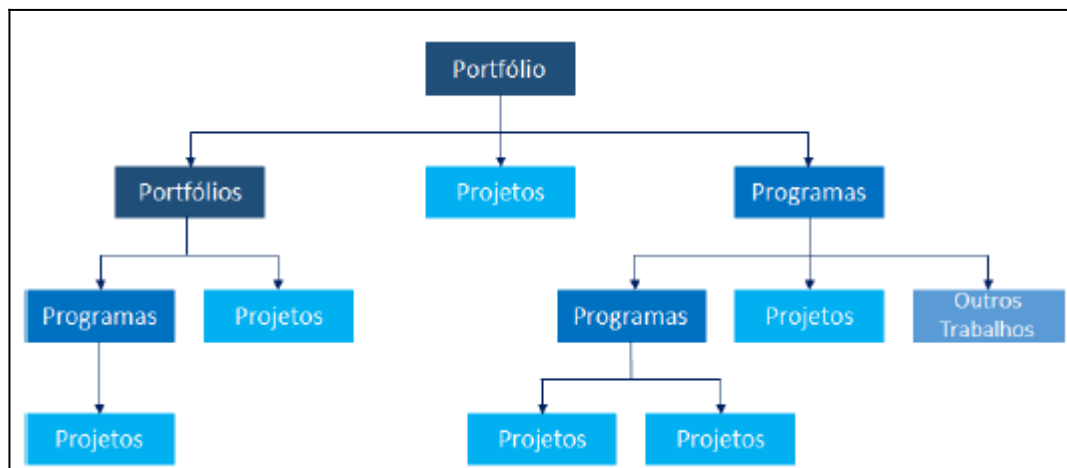 Portfólio
Portfólios
Projetos
Programas
Programas
Projetos
Programas
Projetos
Outros
Trabalhos
Projetos
Projetos
Projetos